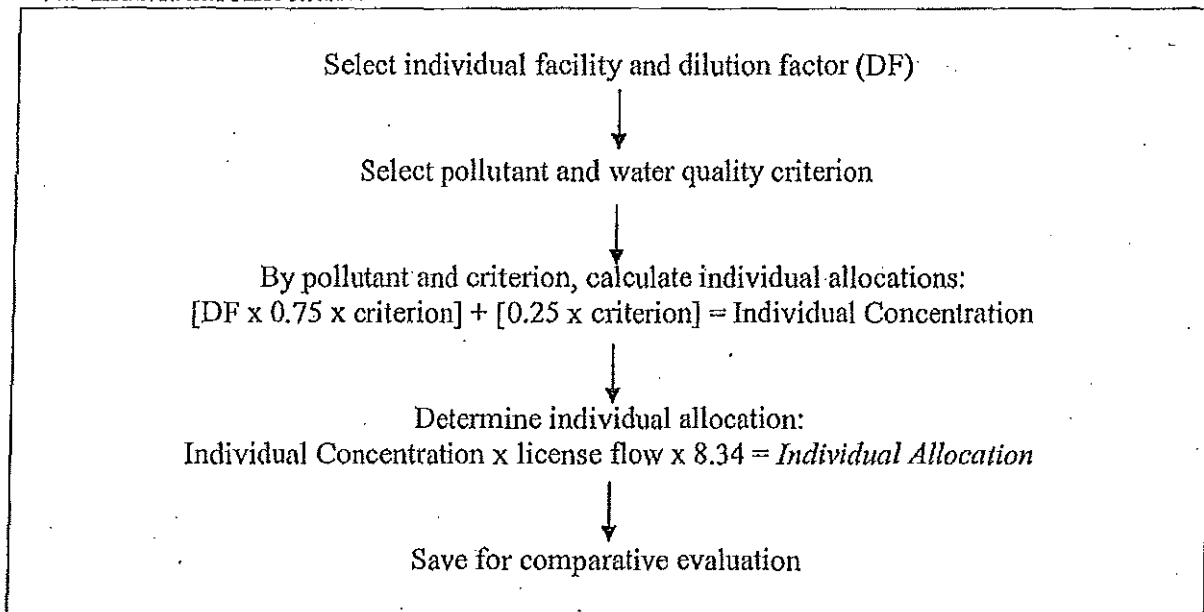 Select individual facility and dilution factor (DF)
Select pollutant and water quality criterion
By pollutant and criterion, calculate individual allocations:
[DF x 0.75 x criterion] + [0.25 x criterion] = Individual Concentration
Determine individual allocation:
Individual Concentration x license flow x 8.34 = Individual Allocation
Save for comparative evaluation